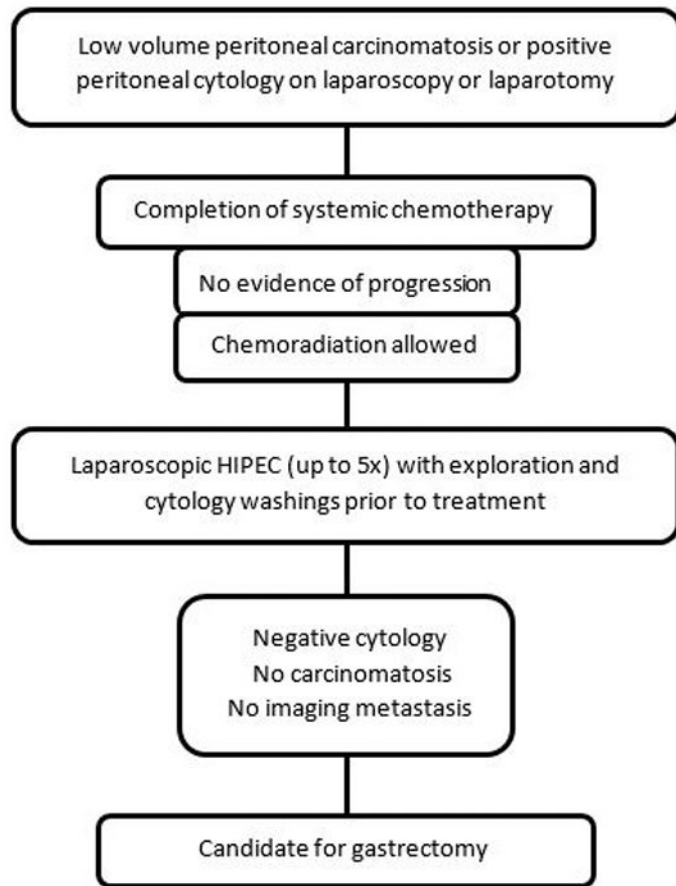 Low volume peritoneal carcinomatosis or positive
peritoneal cytology on laparoscopy or laparotomy
Completion of systemic chemotherapy
No evidence of progression
Chemoradiation allowed
Laparoscopic HIPEC (up to 5x) with exploration and
cytology washings prior to treatment
Negative cytology
No carcinomatosis
No imaging metastasis
Candidate for gastrectomy